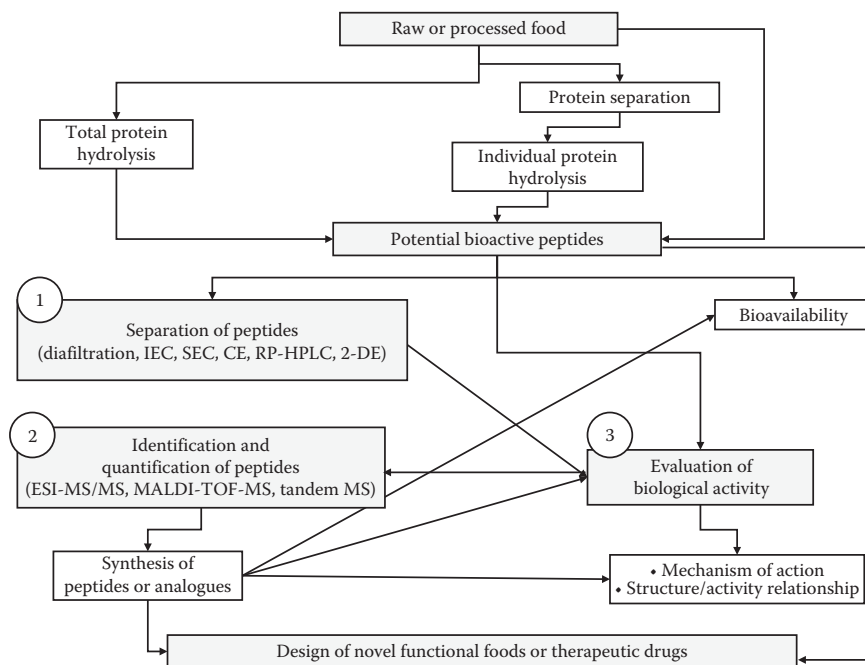 Raw or processed food
Protein separation
Total protein
hydrolysis
Individual protein
hydrolysis
Potential bioactive peptides
1
Separation of peptides
(diafiltration, IEC, SEC, CE, RP-HPLC, 2-DE)
Bioavailability
2
Identification and
quantification of peptides
(ESI-MS/MS, MALDI-TOF-MS, tandem MS)
3
Evaluation of
biological activity
Synthesis of
peptides or analogues
• Mechanism of action
• Structure/activity relationship
Design of novel functional foods or therapeutic drugs